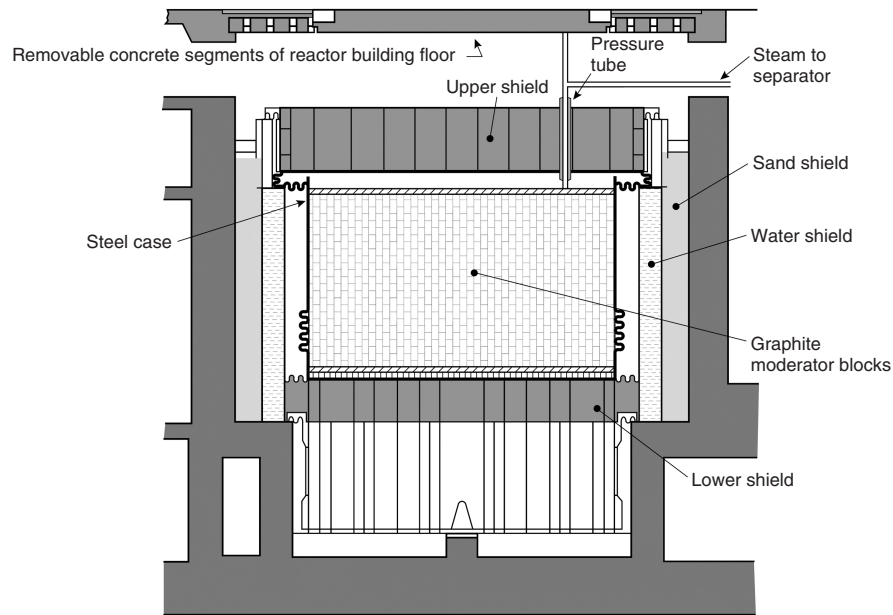 Removable concrete segments of reactor building floor
Pressure
tube
Steam to
separator
Upper shield
Sand shield
Steel case
Water shield
Graphite
moderator blocks
Lower shield